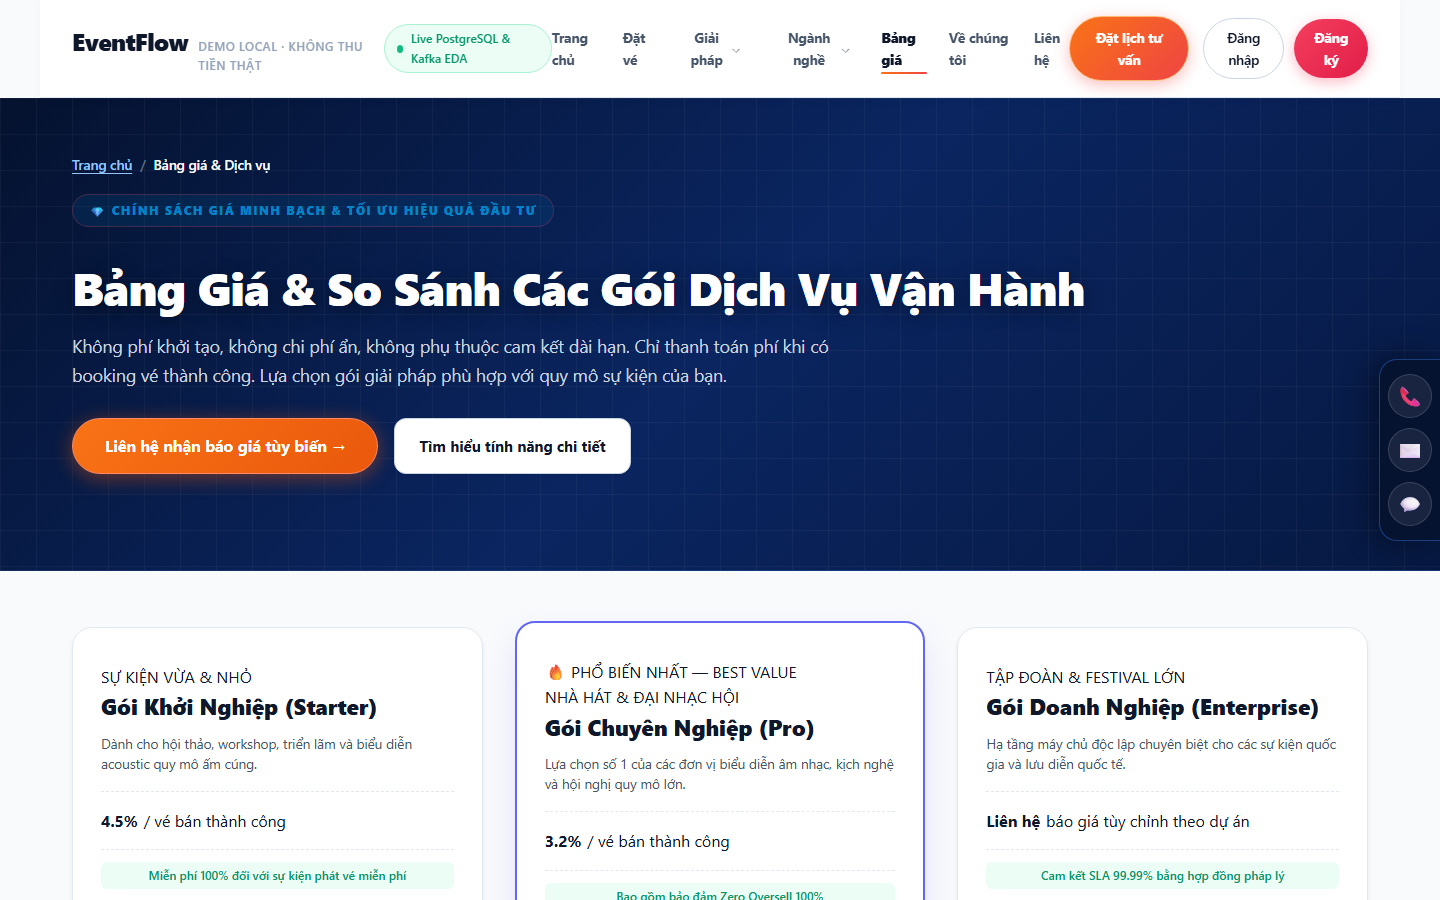 EventFlow
DEMO LOCAL · KHÔNG THU
TIỀN THẬT
Live PostgreSQL &
Kafka EDA
Trang
chủ
Đặt
vé
Giải
pháp
Ngành
nghề
Bảng
giá
Về chúng
tôi
Liên
hệ
Đặt lịch tư
vấn
Đăng
nhập
Đăng
ký
Trang chủ / Bảng giá & Dịch vụ
CHÍNH SÁCH GIÁ MINH BẠCH & TỐI ƯU HIỆU QUẢ ĐẦU TƯ
Bảng Giá & So Sánh Các Gói Dịch Vụ Vận Hành
Không phí khởi tạo, không chi phí ẩn, không phụ thuộc cam kết dài hạn. Chỉ thanh toán phí khi có
booking vé thành công. Lựa chọn gói giải pháp phù hợp với quy mô sự kiện của bạn.
Liên hệ nhận báo giá tùy biến →
Tìm hiểu tính năng chi tiết
SỰ KIỆN VỪA & NHỎ
Gói Khởi Nghiệp (Starter)
Dành cho hội thảo, workshop, triển lãm và biểu diễn
acoustic quy mô ấm cúng.
4.5% / vé bán thành công
Miễn phí 100% đối với sự kiện phát vé miễn phí
PHỔ BIẾN NHẤT — BEST VALUE
NHÀ HÁT & ĐẠI NHẠC HỘI
Gói Chuyên Nghiệp (Pro)
Lựa chọn số 1 của các đơn vị biểu diễn âm nhạc, kịch nghệ
và hội nghị quy mô lớn.
3.2% / vé bán thành công
Bao gồm bảo đảm Zero Oversell 100%
TẬP ĐOÀN & FESTIVAL LỚN
Gói Doanh Nghiệp (Enterprise)
Hạ tầng máy chủ độc lập chuyên biệt cho các sự kiện quốc
gia và lưu diễn quốc tế.
Liên hệ báo giá tùy chỉnh theo dự án
Cam kết SLA 99.99% bằng hợp đồng pháp lý